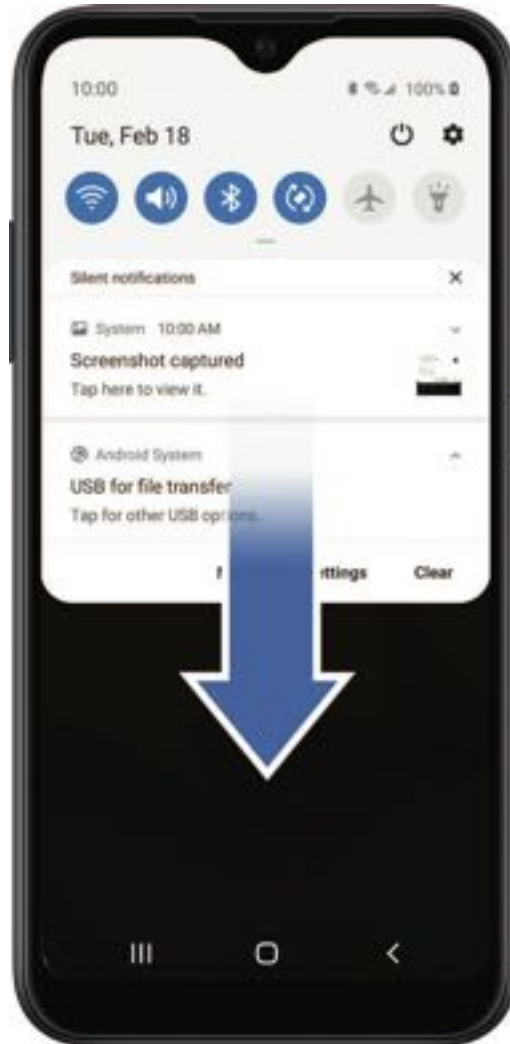 10:00 100%
Tue, Feb 18
Silent notifications
System 10:00 AM
Screenshot captured
Tap here to view it.
Android System
USB for file transfer
Tap for other USB options.
Clear